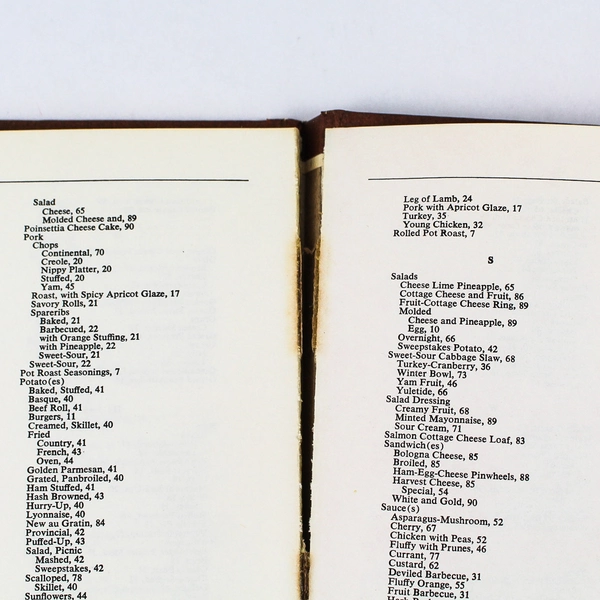 Salad
Cheese, 65
Molded Cheese and, 89
Poinsettia Cheese Cake, 90
Pork
Chops
Continental, 70
Creole, 20
Nippy Platter, 20
Stuffed, 20
Yam, 45
Roast, with Spicy Apricot Glaze, 17
Savory Rolls, 21
Spareribs
Baked, 21
Barbecued, 22
with Orange Stuffing, 21
with Pineapple, 22
Sweet-Sour, 21
Sweet-Sour, 22
Pot Roast Seasonings, 7
Potato(es)
Baked, Stuffed, 41
Basque, 40
Beef Roll, 41
Burgers, 11
Creamed, Skillet, 40
Fried
Country, 41
French, 43
Oven, 44
Golden Parmesan, 41
Grated, Panbroiled, 40
Ham Stuffed, 41
Hash Browned, 43
Hurry-Up, 40
Lyonnaise, 40
New au Gratin, 84
Provincial, 42
Puffed-Up, 43
Salad, Picnic
Mashed, 42
Sweepstakes, 42
Scalloped, 78
Skillet, 40
Sunflowers, 44
Leg of Lamb, 24
Pork with Apricot Glaze, 17
Turkey, 35
Young Chicken, 32
Rolled Pot Roast, 7
S
Salads
Cheese Lime Pineapple, 65
Cottage Cheese and Fruit, 86
Fruit-Cottage Cheese Ring, 89
Molded
Cheese and Pineapple, 89
Egg, 10
Overnight, 66
Sweepstakes Potato, 42
Sweet-Sour Cabbage Slaw, 68
Turkey-Cranberry, 36
Winter Bowl, 73
Yam Fruit, 46
Yuletide, 66
Salad Dressing
Creamy Fruit, 68
Minted Mayonnaise, 89
Sour Cream, 71
Salmon Cottage Cheese Loaf, 83
Sandwich(es)
Bologna Cheese, 85
Broiled, 85
Ham-Egg-Cheese Pinwheels, 88
Harvest Cheese, 85
Special, 54
White and Gold, 90
Sauce(s)
Asparagus-Mushroom, 52
Cherry, 67
Chicken with Peas, 52
Fluffy with Prunes, 46
Currant, 77
Custard, 62
Deviled Barbecue, 31
Fluffy Orange, 55
Fruit Barbecue, 31